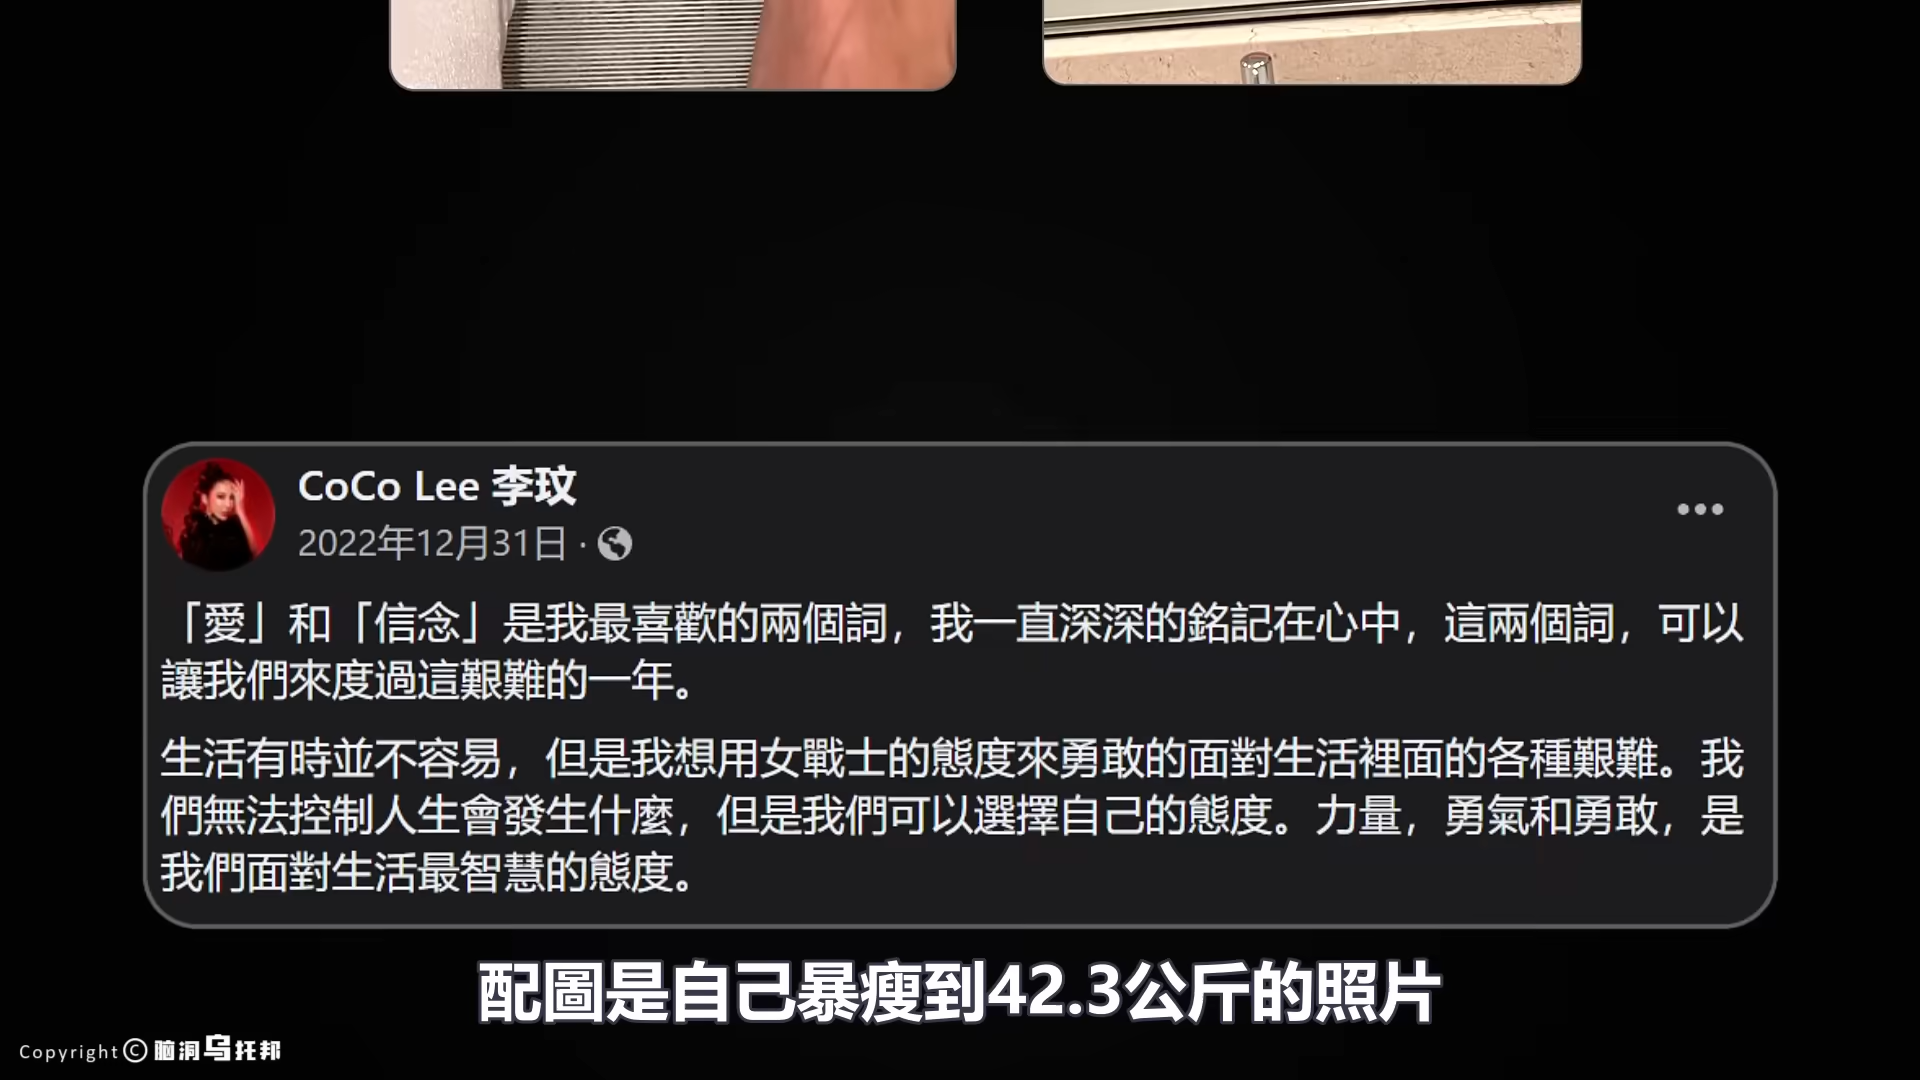 CoCo Lee 李玟
2022年12月31日 ·
「愛」和「信念」是我最喜歡的兩個詞，我一直深深的銘記在心中，這兩個詞，可以
讓我們來度過這艱難的一年。
生活有時並不容易，但是我想用女戰士的態度來勇敢的面對生活裡面的各種艱難。我
們無法控制人生會發生什麼，但是我們可以選擇自己的態度。力量，勇氣和勇敢，是
我們面對生活最智慧的態度。
配圖是自己暴瘦到42.3公斤的照片
Copyright © 脑洞乌托邦